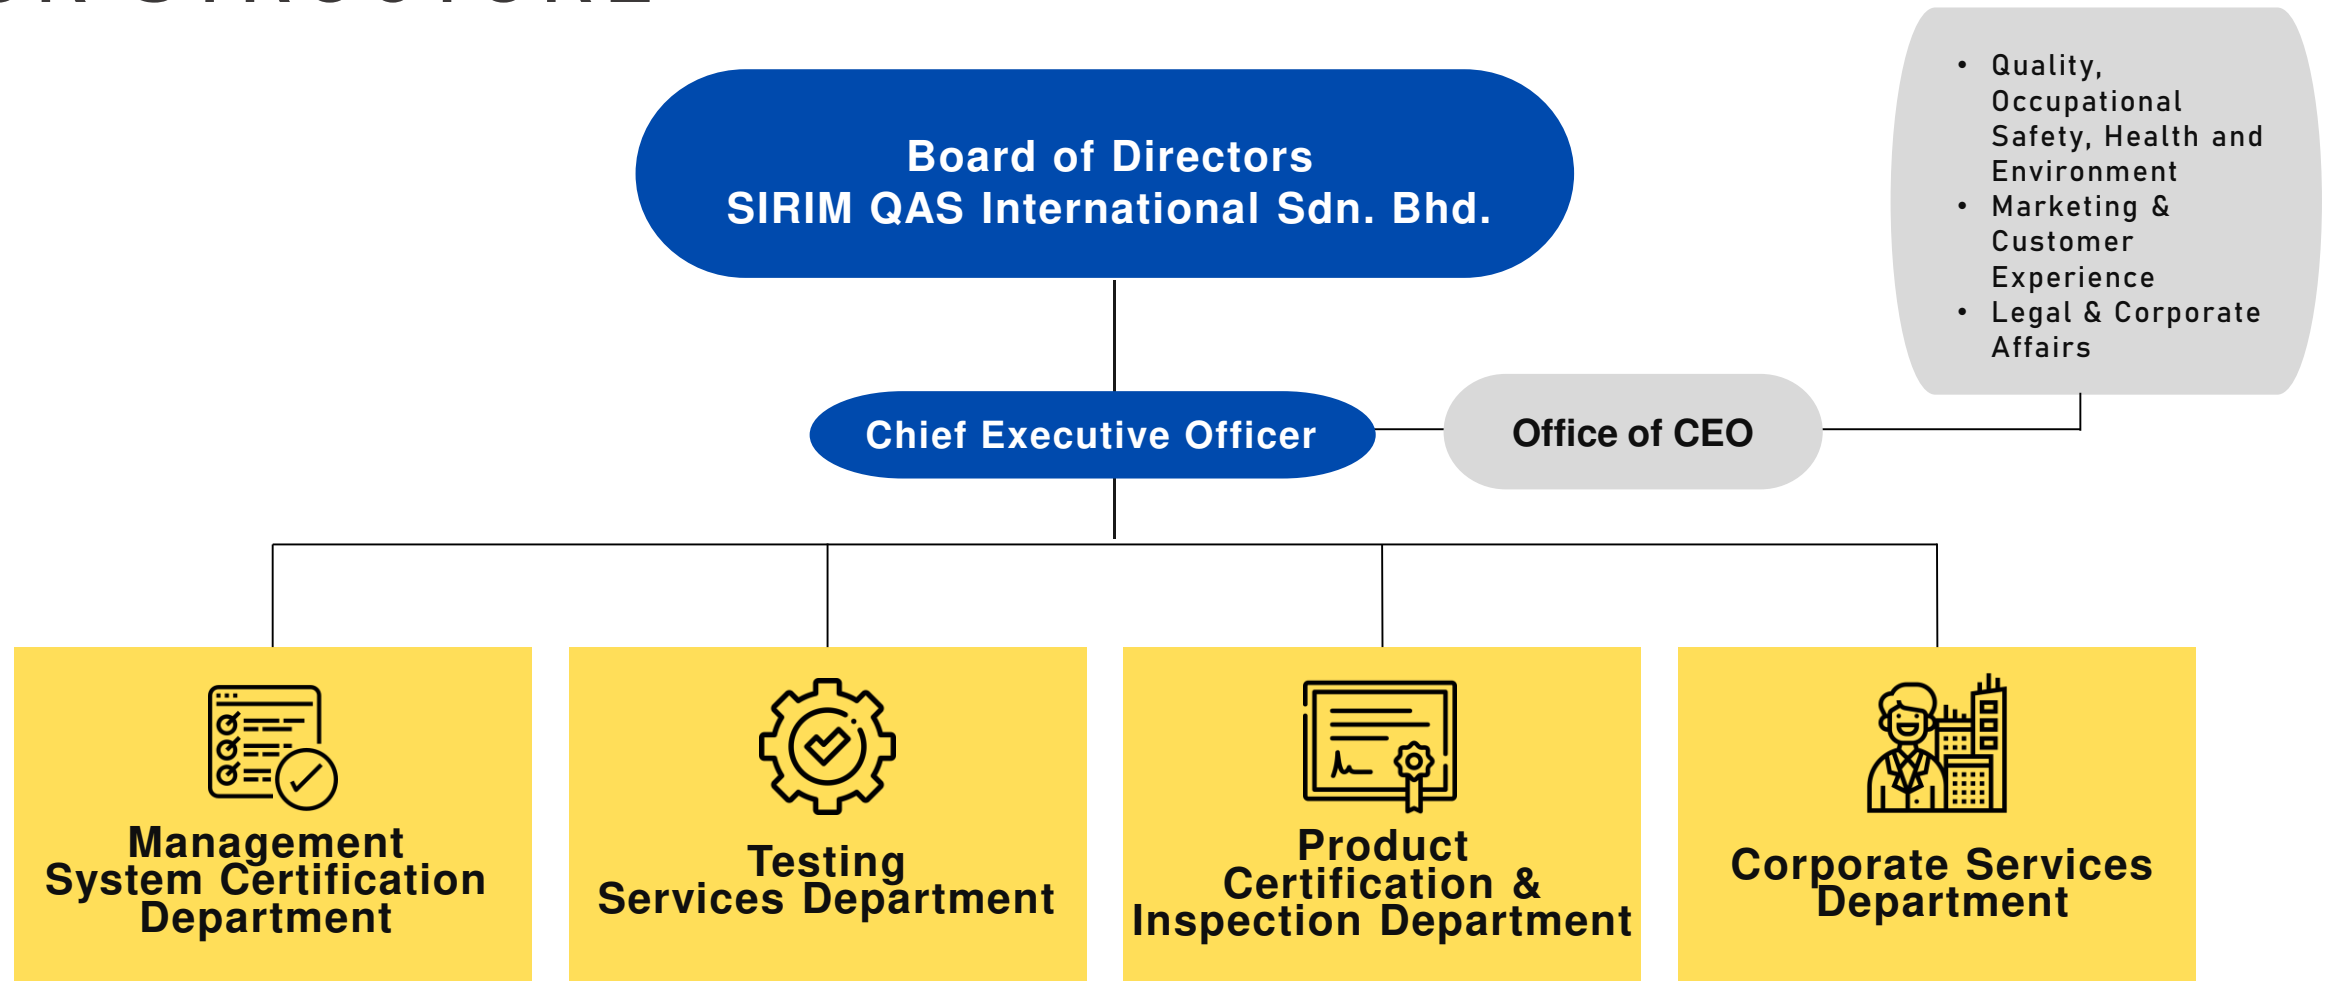 STRUCTURE
Board of Directors
SIRIM QAS International Sdn. Bhd.
• Quality,
Occupational
Safety, Health and
Environment
• Marketing &
Customer
Experience
• Legal & Corporate
Affairs
Chief Executive Officer
Office of CEO
Management
System Certification
Department
Testing
Services Department
Product
Certification &
Inspection Department
Corporate Services
Department